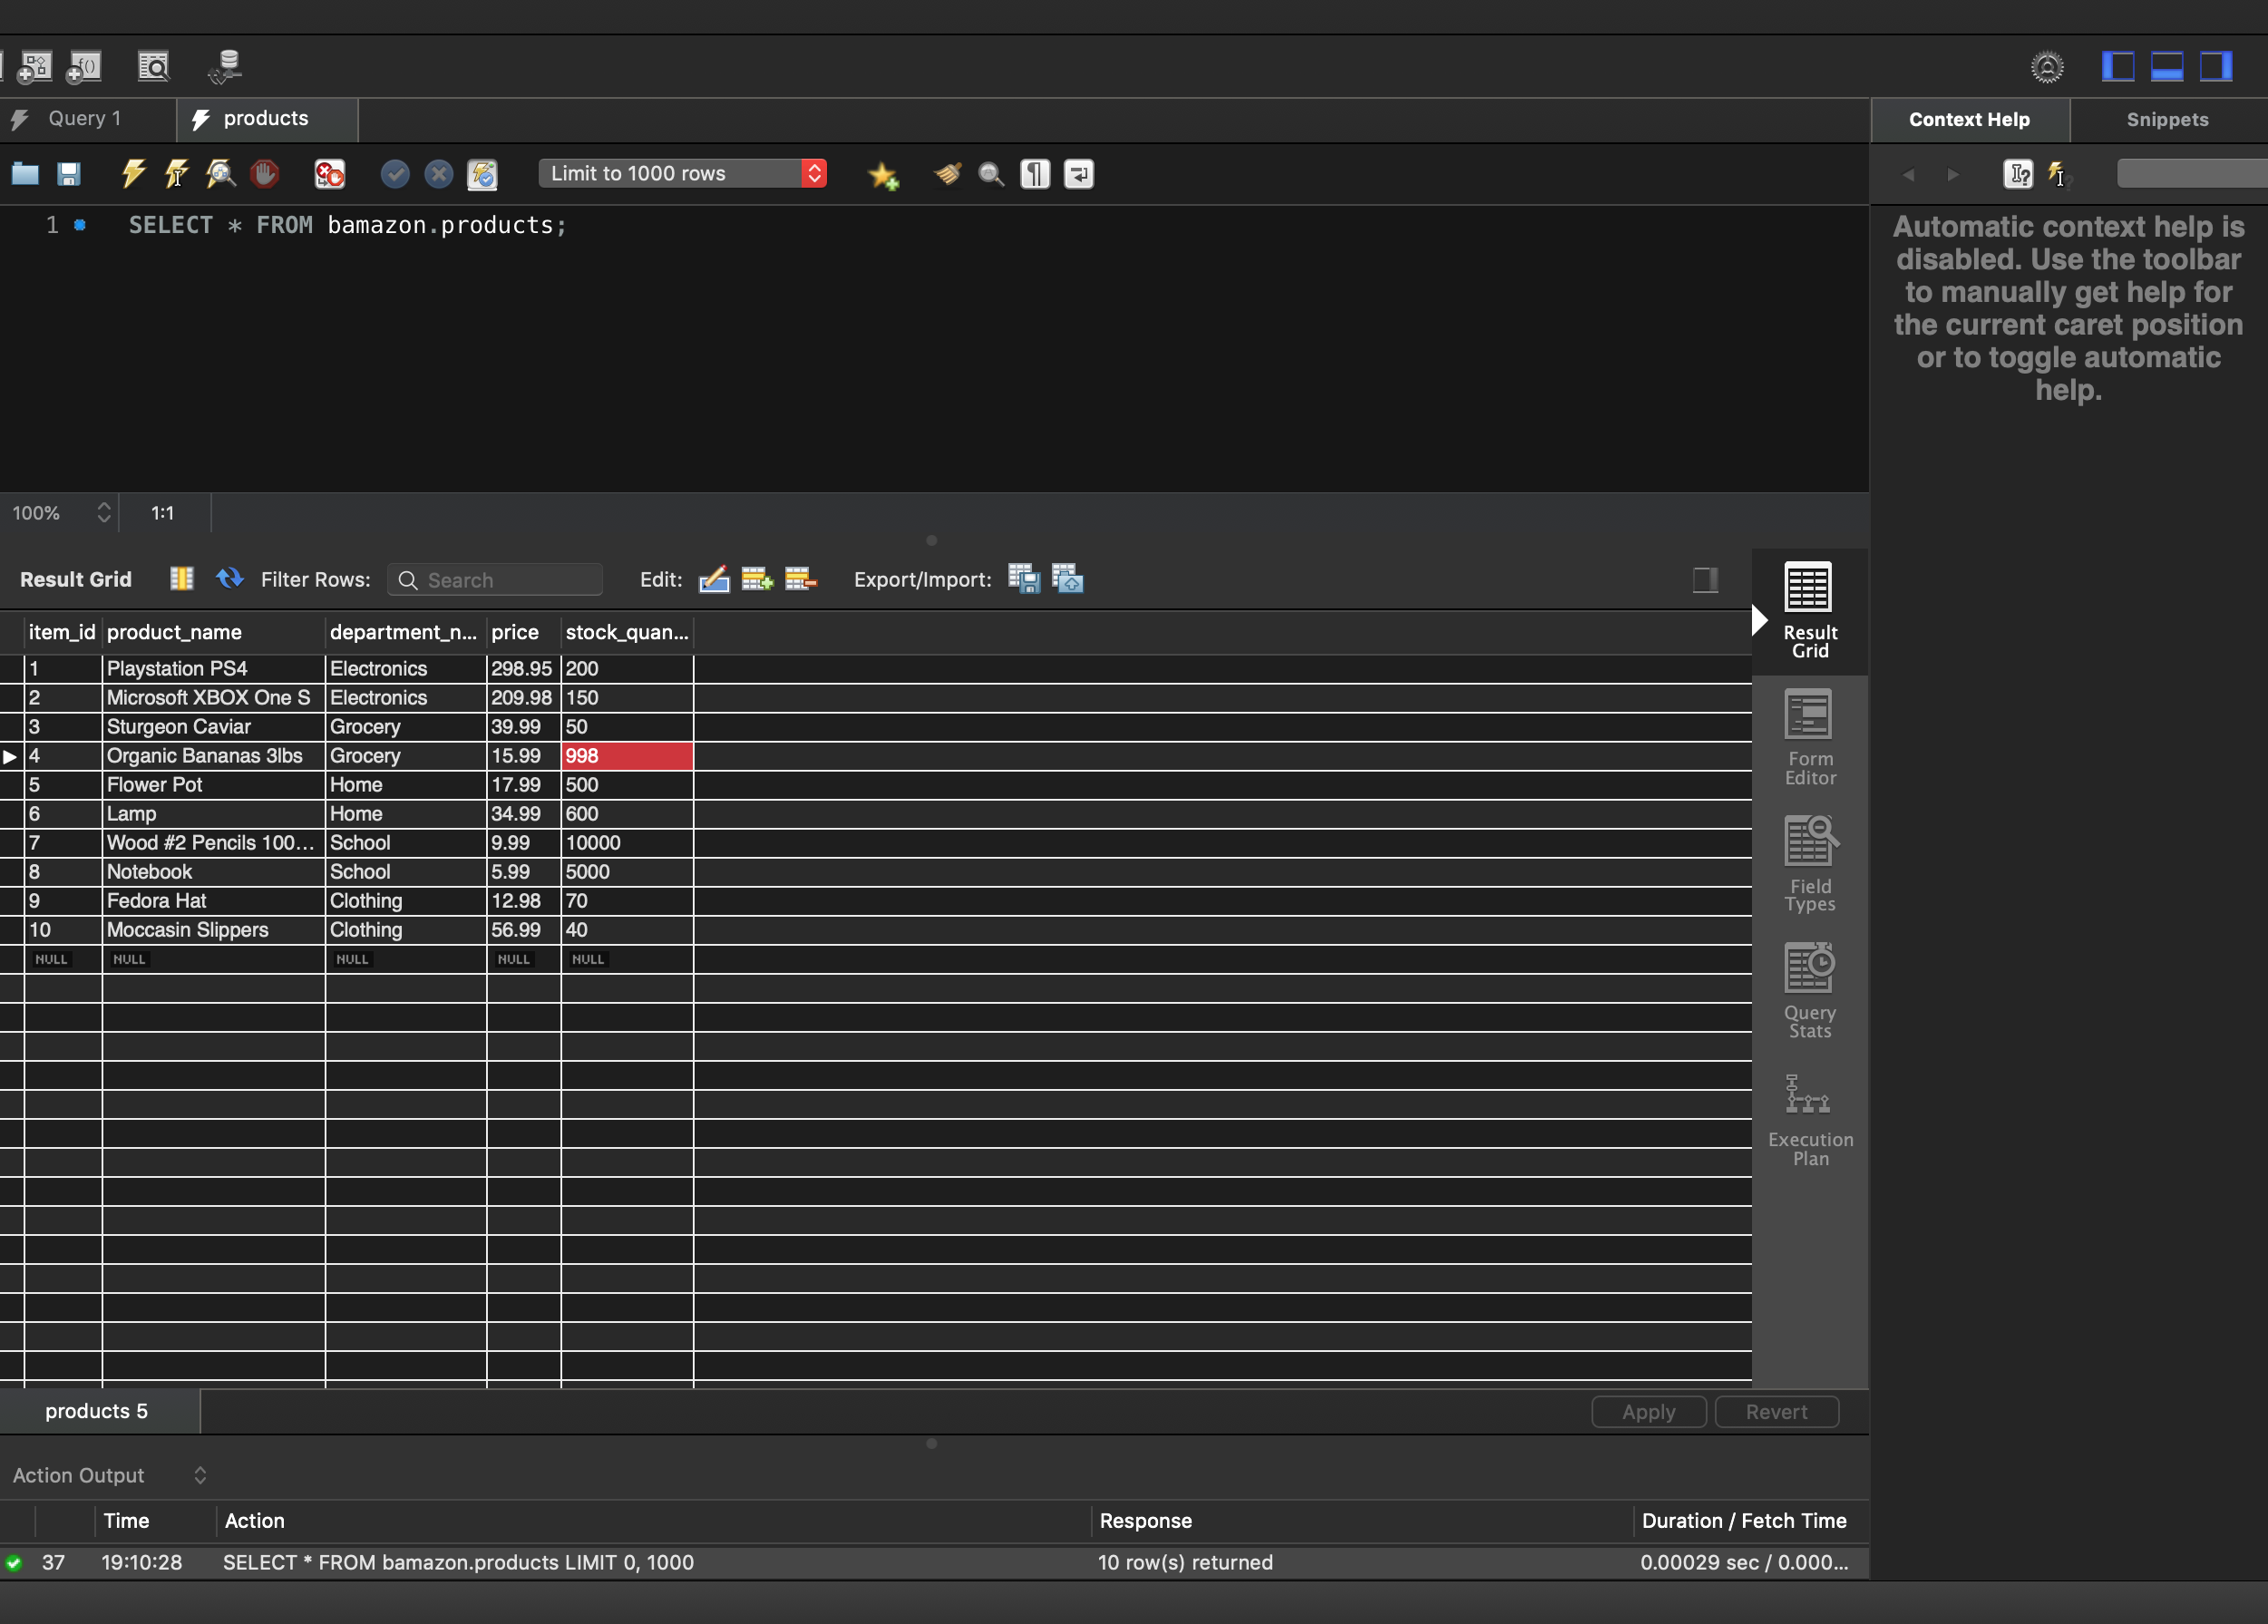 Query 1
products
Context Help
Snippets
Limit to 1000 rows
1 SELECT * FROM bamazon.products;
Automatic context help is
disabled. Use the toolbar
to manually get help for
the current caret position
or to toggle automatic
help.
100% 1:1
Result Grid Filter Rows: Search Edit: Export/Import:
item_id product_name department_n... price stock_quan...
1 Playstation PS4 Electronics 298.95 200
2 Microsoft XBOX One S Electronics 209.98 150
3 Sturgeon Caviar Grocery 39.99 50
4 Organic Bananas 3lbs Grocery 15.99 998
5 Flower Pot Home 17.99 500
6 Lamp Home 34.99 600
7 Wood #2 Pencils 100... School 9.99 10000
8 Notebook School 5.99 5000
9 Fedora Hat Clothing 12.98 70
10 Moccasin Slippers Clothing 56.99 40
NULL NULL NULL NULL NULL
Result
Grid
Form
Editor
Field
Types
Query
Stats
Execution
Plan
products 5
Apply Revert
Action Output
Time Action Response Duration / Fetch Time
37 19:10:28 SELECT * FROM bamazon.products LIMIT 0, 1000 10 row(s) returned 0.00029 sec / 0.000...